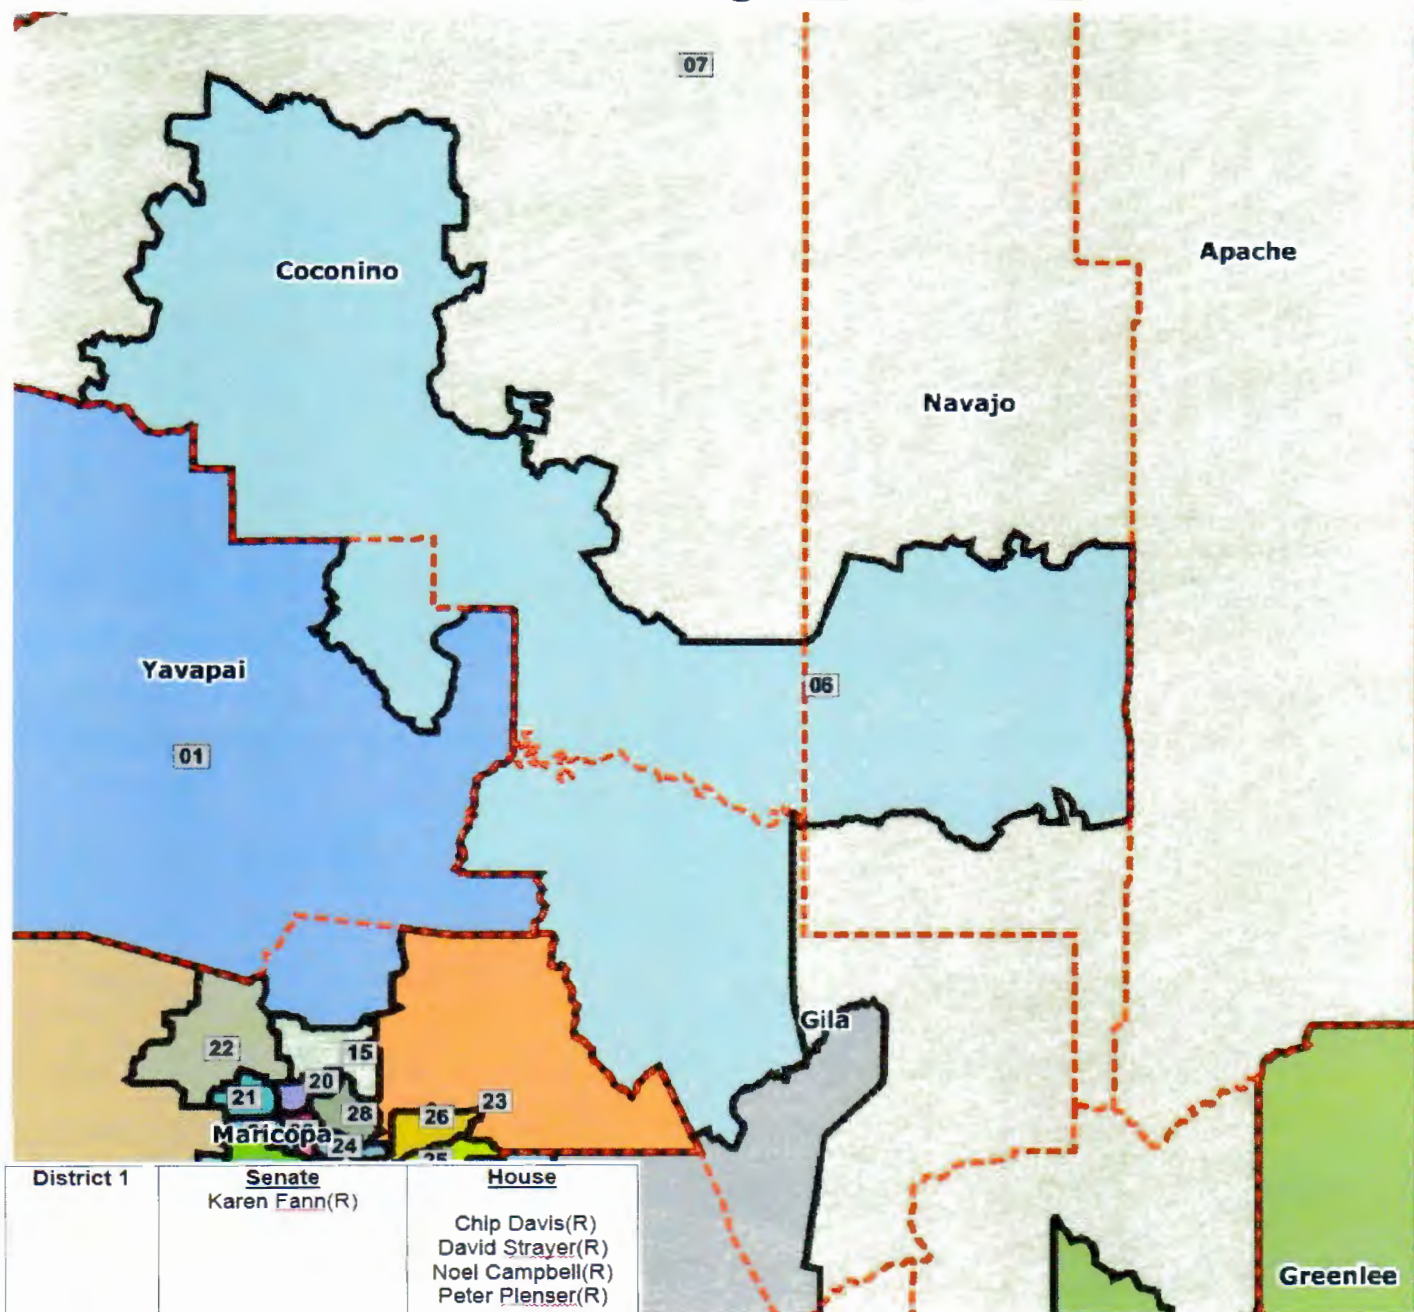 07
Coconino
Apache
Navajo
Yavapai
06
01
Gila
22
15
20
21
28
26
23
Maricopa
24
25
Greenlee
District 1
Senate
Karen Fann(R)
House
Chip Davis(R)
David Strayer(R)
Noel Campbell(R)
Peter Plenser(R)